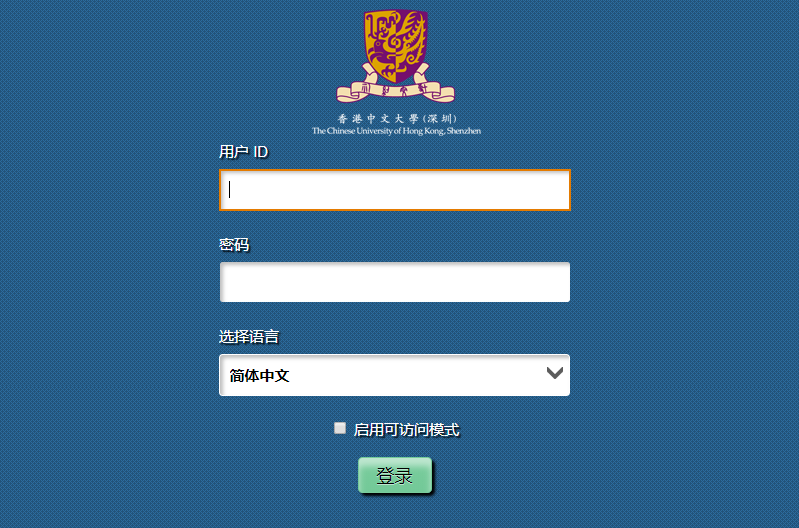 香港中文大學(深圳)
The Chinese University of Hong Kong, Shenzhen
用户 ID
密码
选择语言
简体中文
启用可访问模式
登录